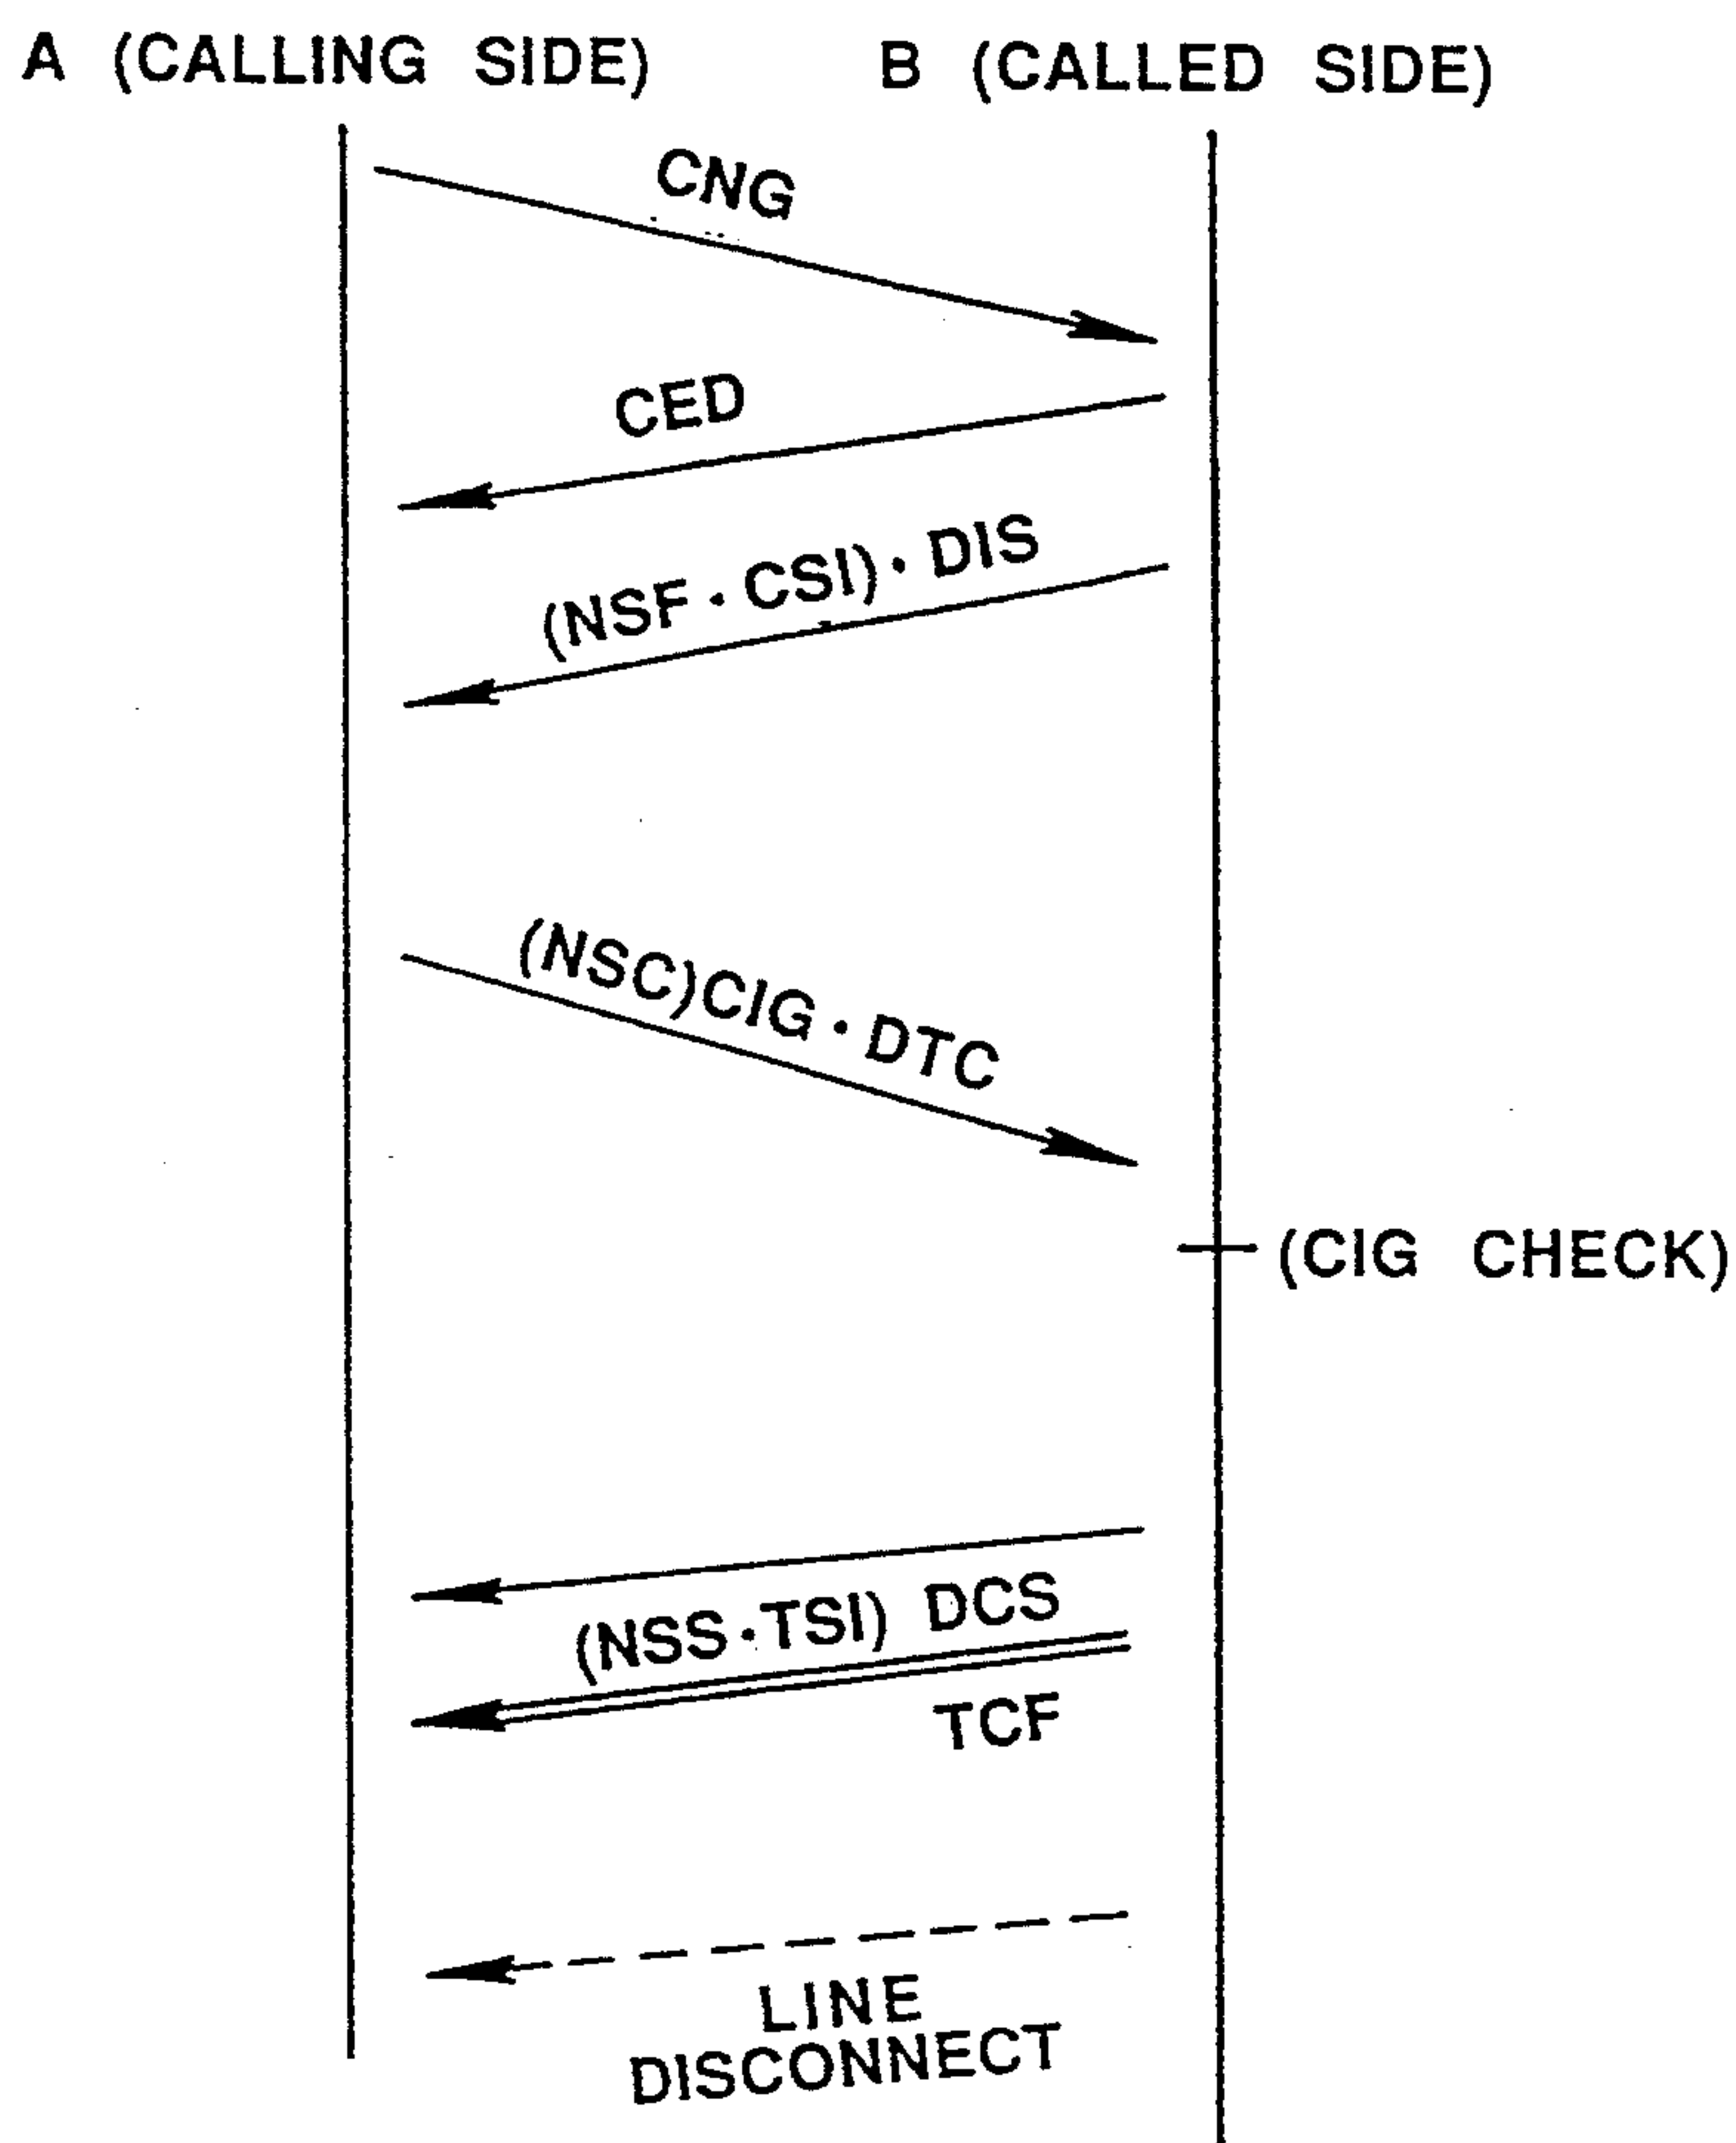 A (CALLING SIDE)
B (CALLED SIDE)
CNG
CED
(NSF・CSI)・DIS
(NSC)CIG・DTC
(CIG CHECK)
(NSS・TSI) DCS
TCF
LINE
DISCONNECT